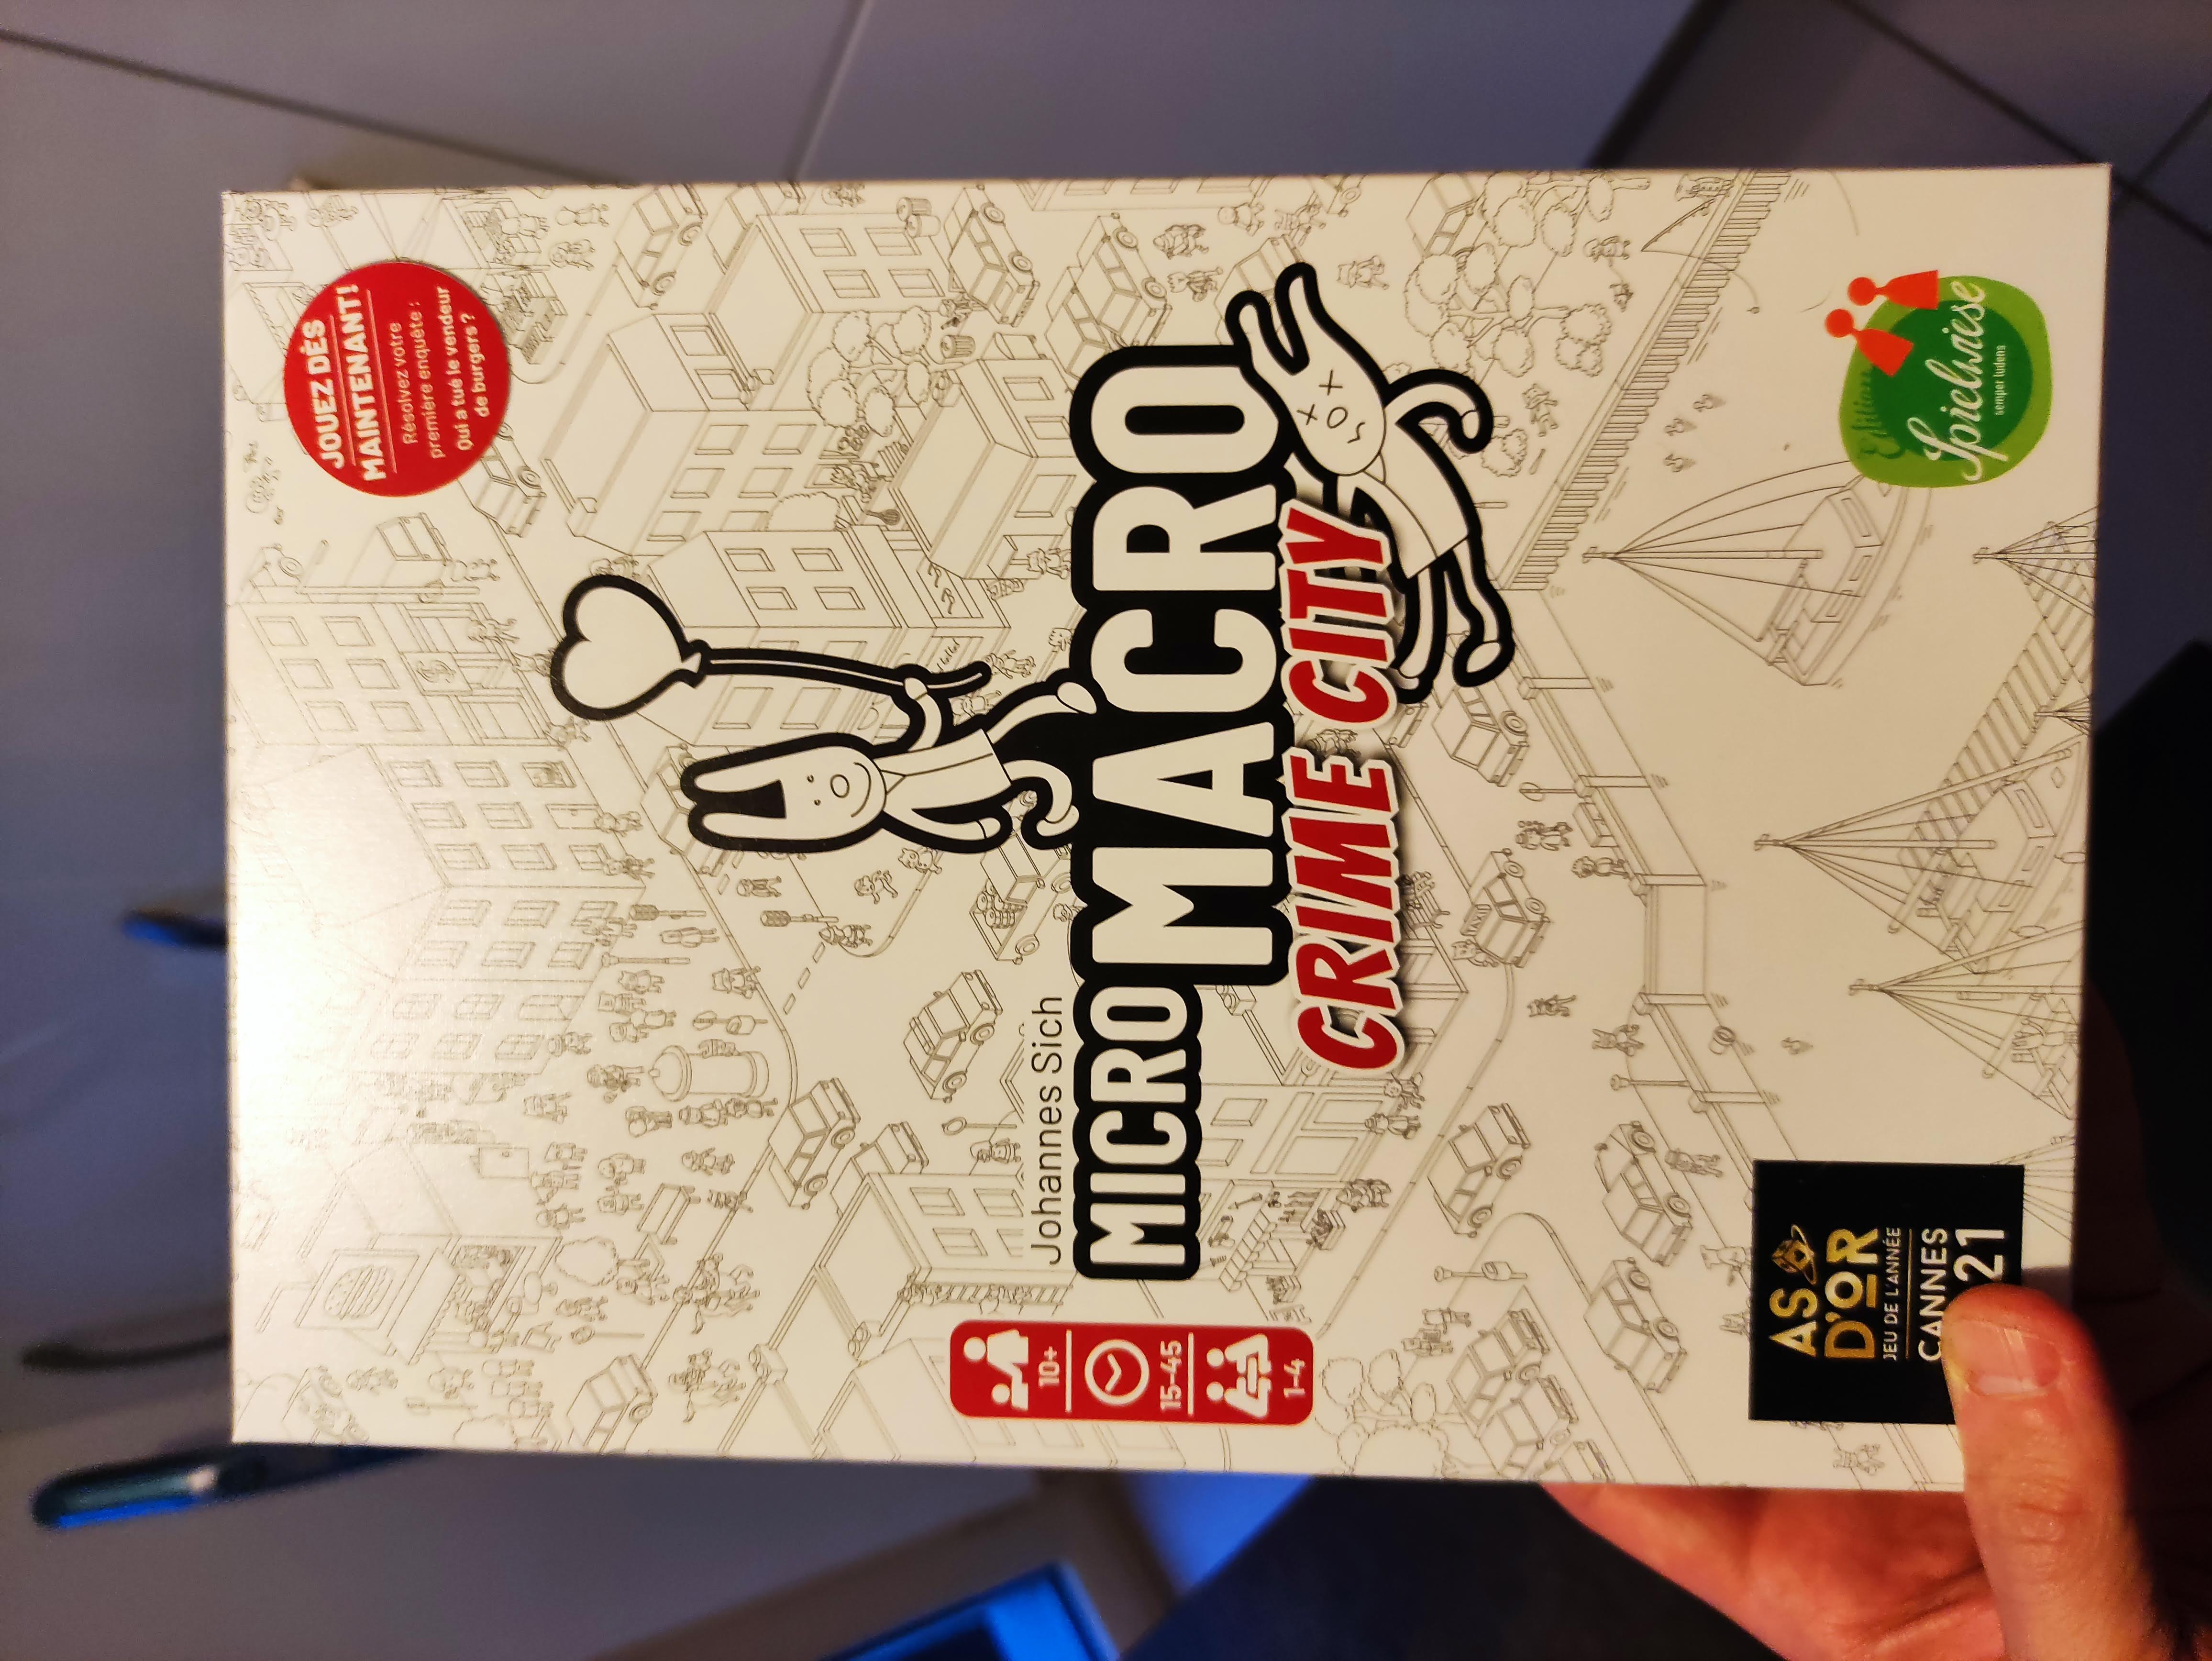 JOUEZ DÈS
MAINTENANT!
Résolvez votre
première enquête :
Qui a tué le vendeur
de burgers ?
$
10+
15-45
1-4
Johannes Sich
MICRO MACRO
CRIME CITY
TAXI
AS
D'OR
JEU DE L'ANNÉE
CANNES
21
Edition
Spielwiese
semper ludens